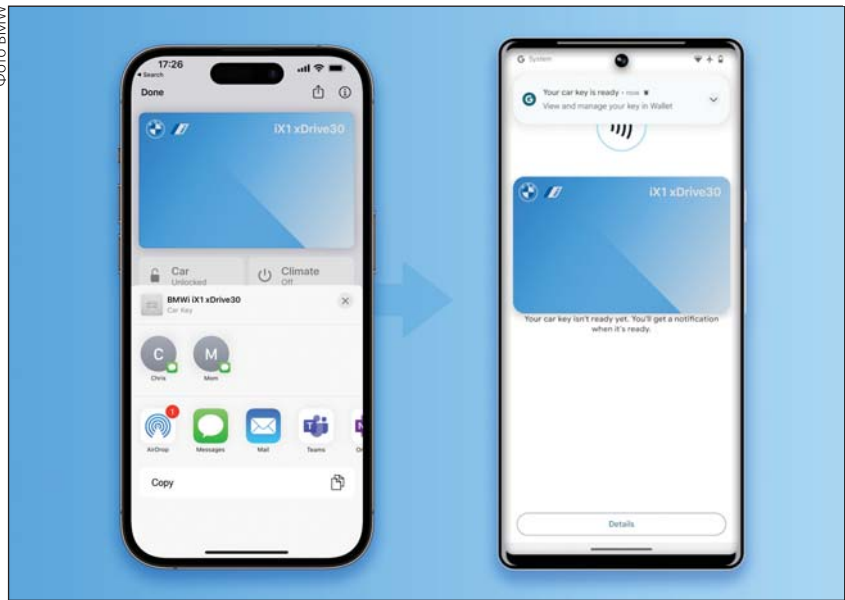 Фото BMW
17:26
Search
Done
iX1 xDrive30
Car
Unlocked
Climate
Off
BMWi iX1 xDrive30
Car Key
C
M
Chris
Mom
1
AirDrop
Messages
Mail
Teams
Copy
System
Your car key is ready • now
View and manage your key in Wallet
iX1 xDrive30
Your car key isn't ready yet. You'll get a notification
when it's ready.
Details